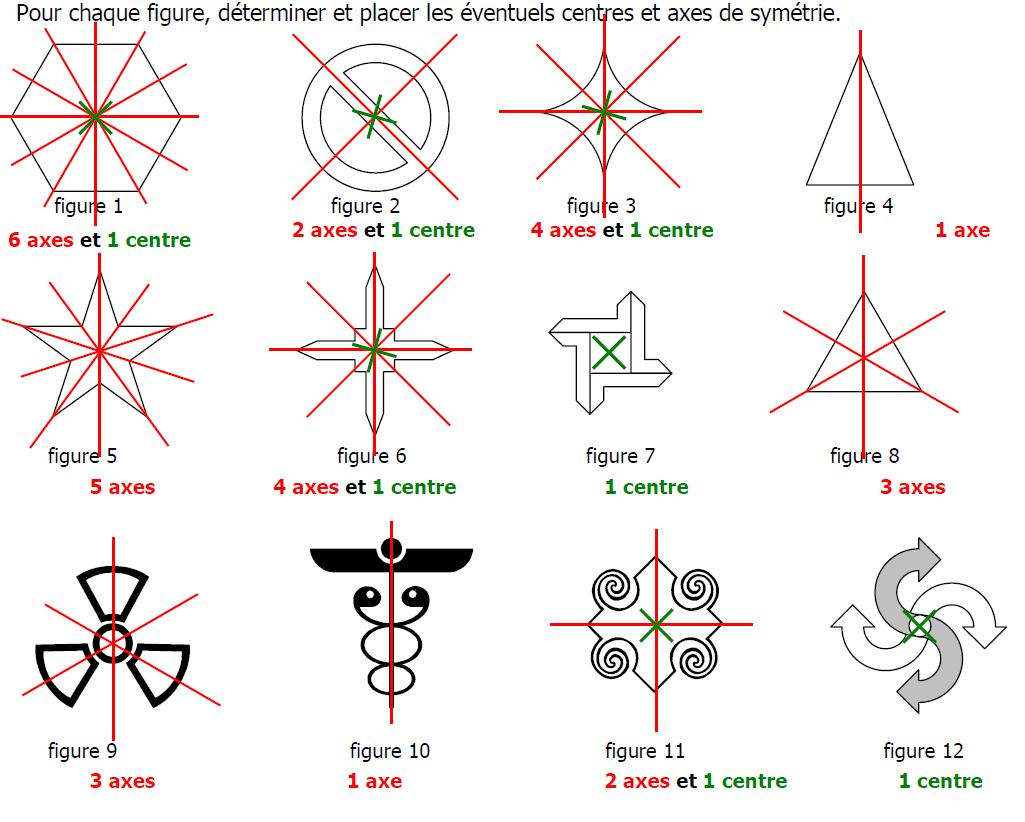 Pour chaque figure, déterminer et placer les éventuels centres et axes de symétrie.
figure 1
figure 2
figure 3
figure 4
6 axes et 1 centre
2 axes et 1 centre
4 axes et 1 centre
1 axe
figure 5
figure 6
figure 7
figure 8
5 axes
4 axes et 1 centre
1 centre
3 axes
figure 9
figure 10
figure 11
figure 12
3 axes
1 axe
2 axes et 1 centre
1 centre